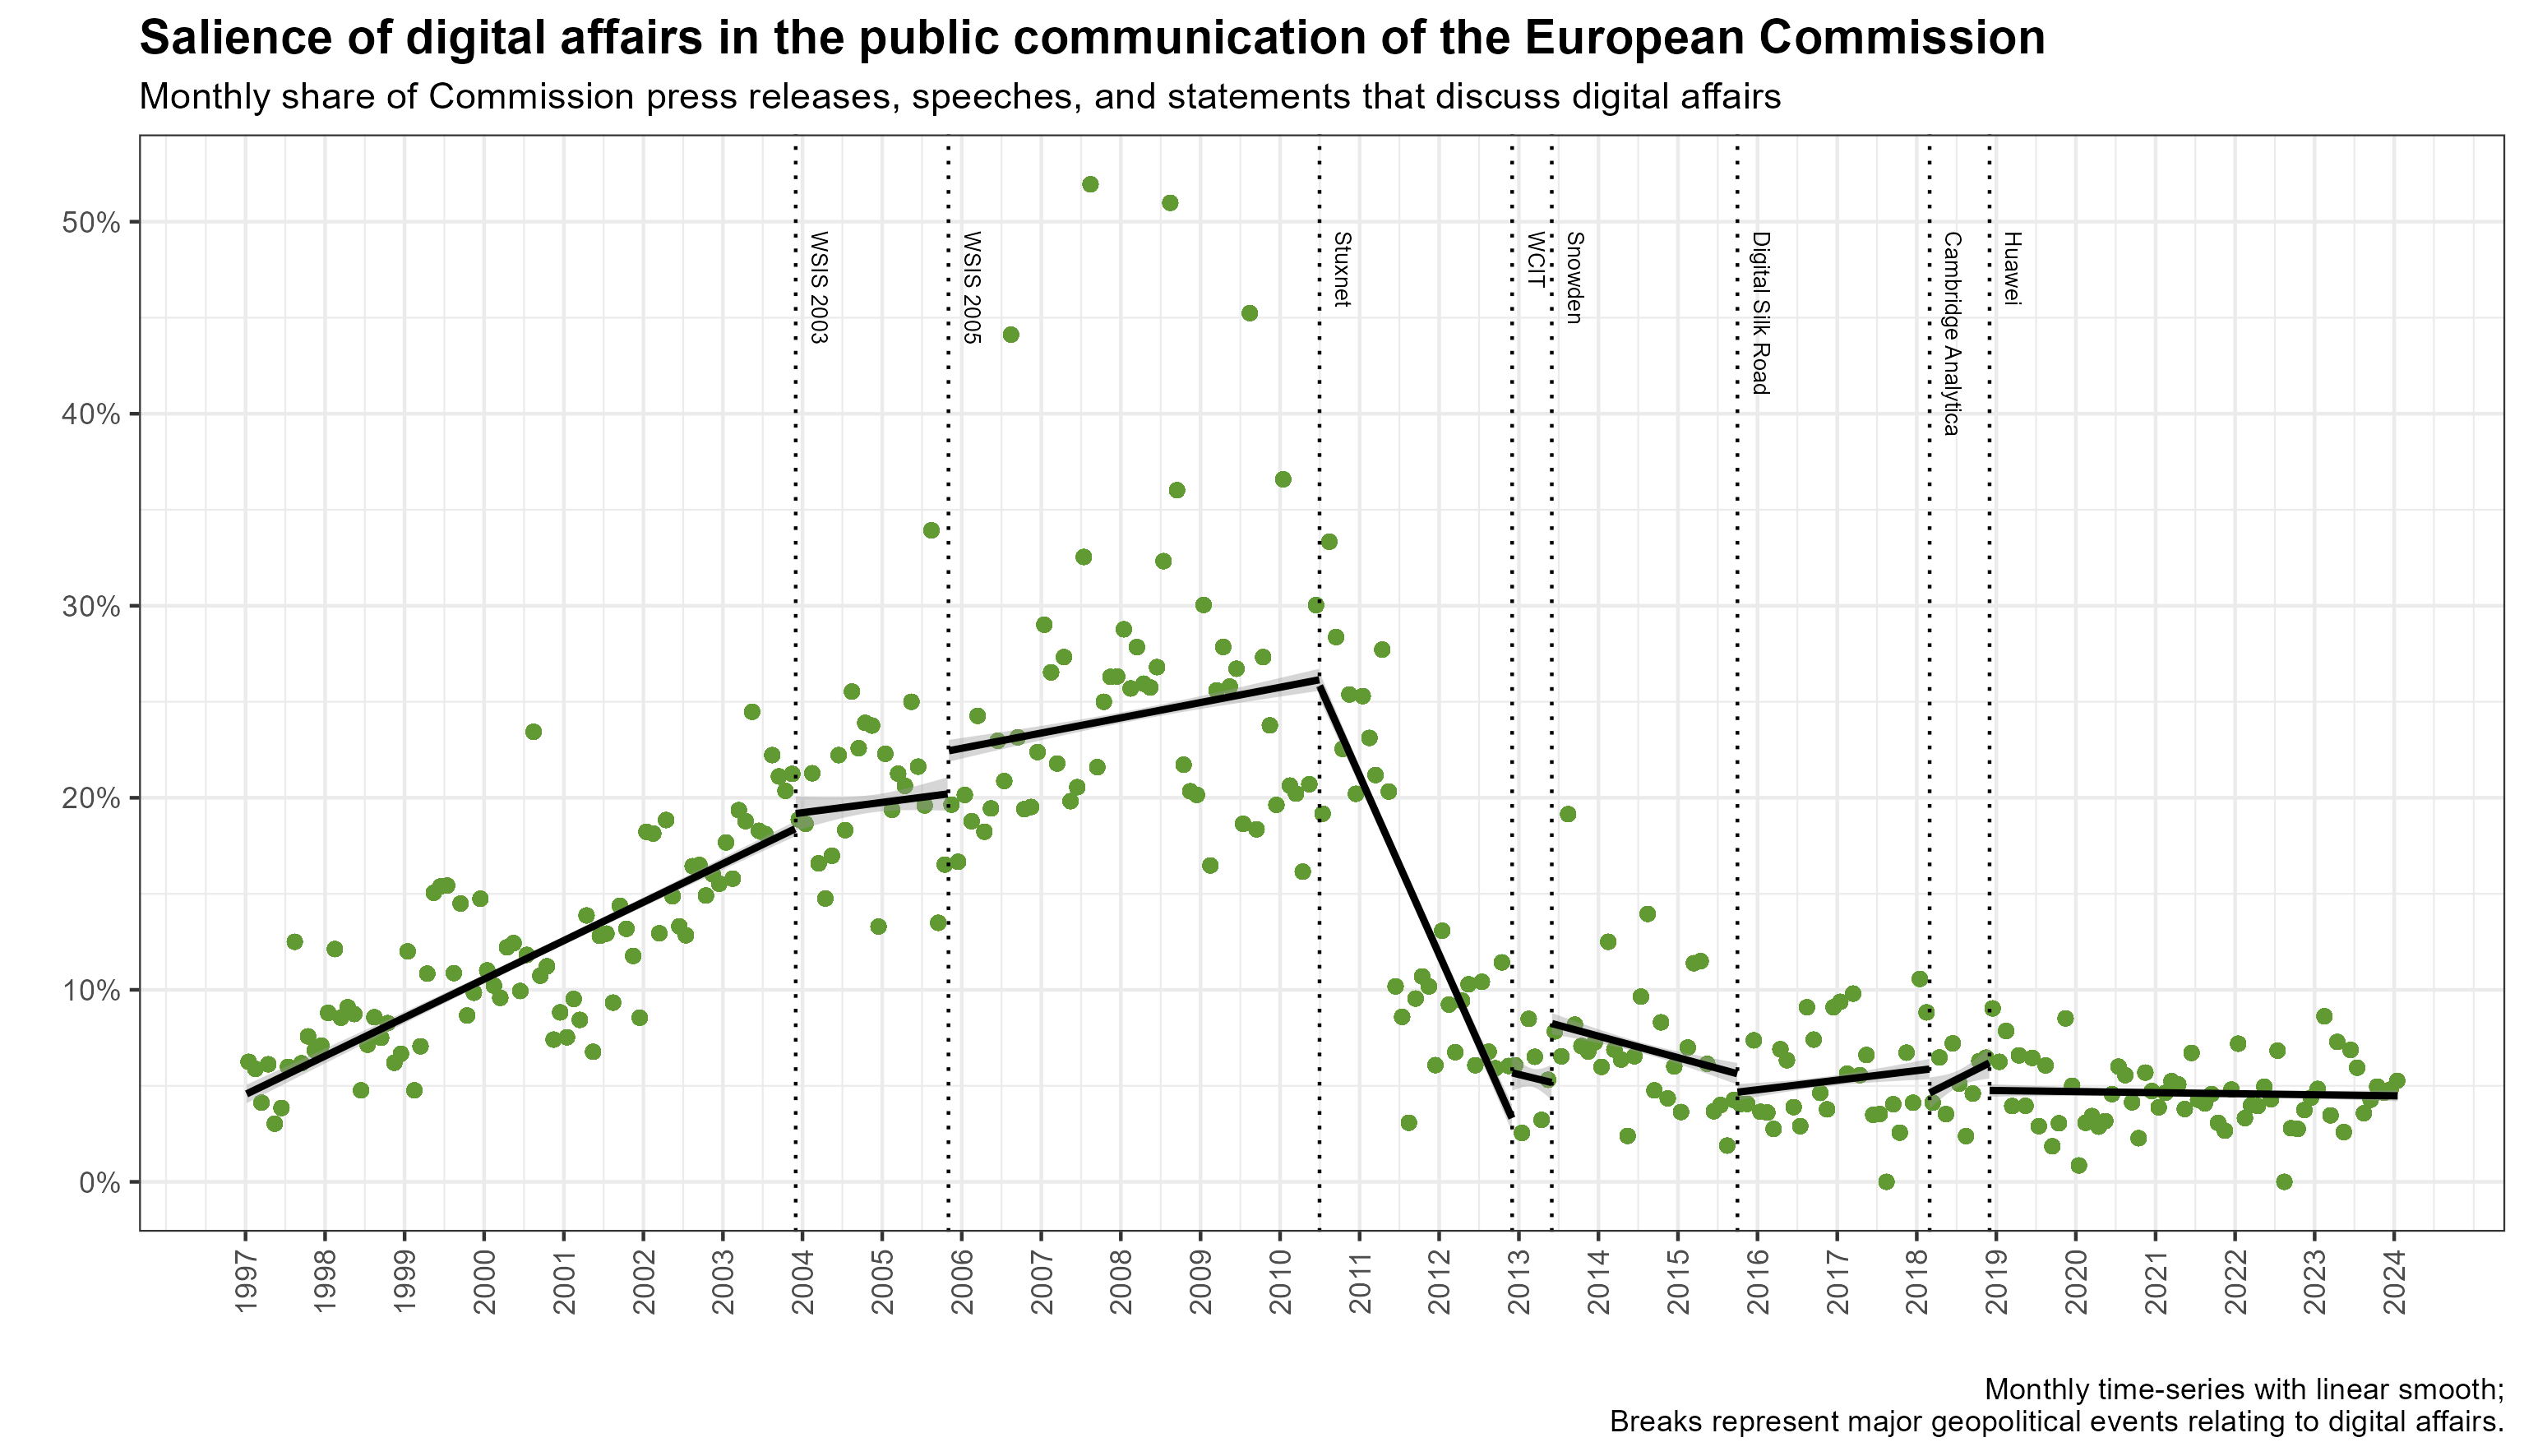 Salience of digital affairs in the public communication of the European Commission
Monthly share of Commission press releases, speeches, and statements that discuss digital affairs
50%
40%
30%
20%
10%
0%
WSIS 2003
WSIS 2005
Stuxnet
WCIT
Snowden
Digital Silk Road
Cambridge Analytica
Huawei
1997
1998
1999
2000
2001
2002
2003
2004
2005
2006
2007
2008
2009
2010
2011
2012
2013
2014
2015
2016
2017
2018
2019
2020
2021
2022
2023
2024
Monthly time-series with linear smooth;
Breaks represent major geopolitical events relating to digital affairs.